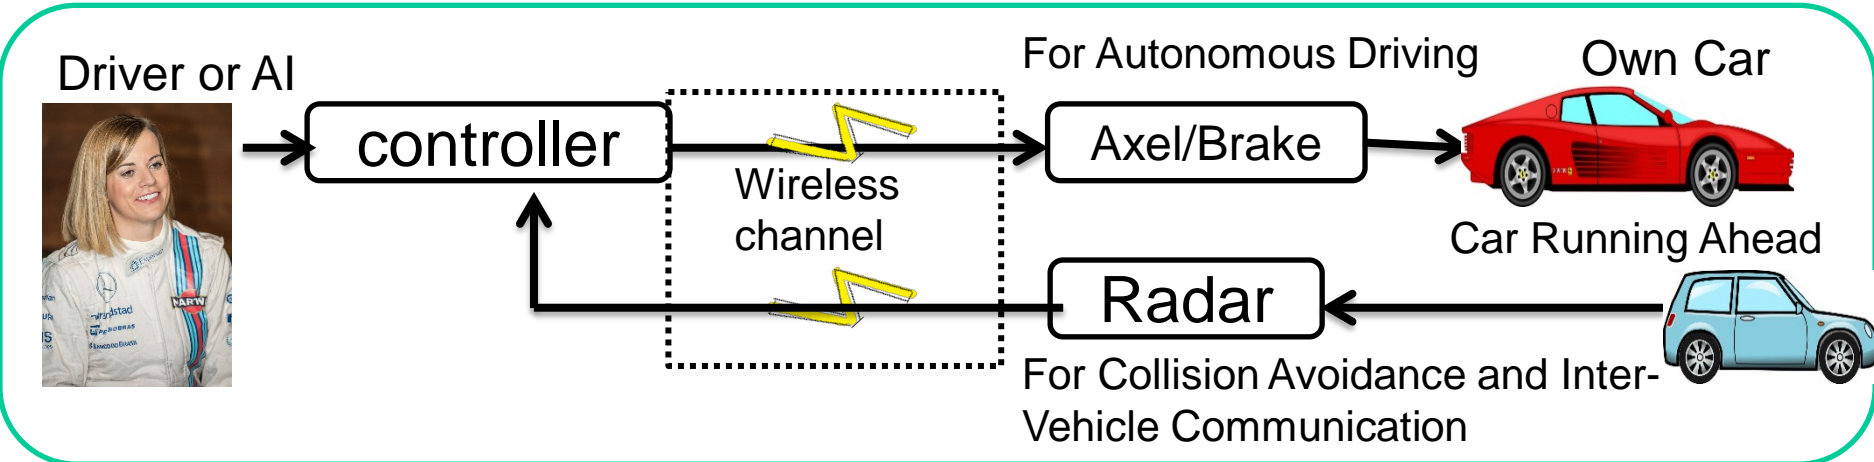 Driver or AI
controller
Wireless
channel
For Autonomous Driving
Axel/Brake
Own Car
Car Running Ahead
Radar
For Collision Avoidance and Inter-
Vehicle Communication
randstad